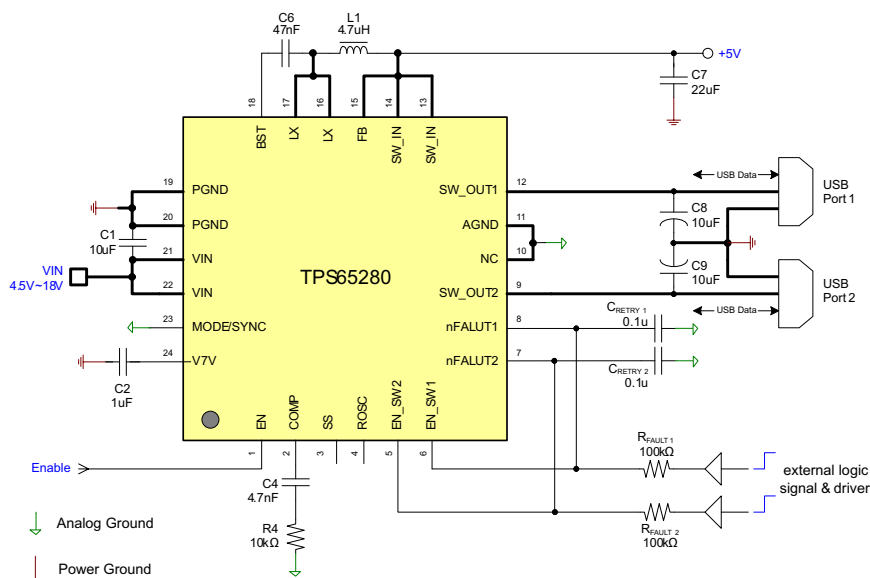 C6
47nF
L1
4.7uH
+5V
C7
22uF
18
17
16
15
14
13
BST
LX
LX
FB
SW_IN
SW_IN
19
PGND
20
PGND
C1
10uF
21
VIN
VIN
4.5V~18V
22
VIN
23
MODE/SYNC
24
V7V
C2
1uF
TPS65280
SW_OUT1
12
AGND
11
NC
10
SW_OUT2
9
nFALUT1
8
nFALUT2
7
USB Data
USB
Port 1
C8
10uF
C9
10uF
USB
Port 2
USB Data
CRETRY 1
0.1u
CRETRY 2
0.1u
EN
COMP
SS
ROSC
EN_SW2
EN_SW1
1
2
3
4
5
6
Enable
C4
4.7nF
R4
10kΩ
RFAULT 1
100kΩ
RFAULT 2
100kΩ
external logic
signal & driver
Analog Ground
Power Ground